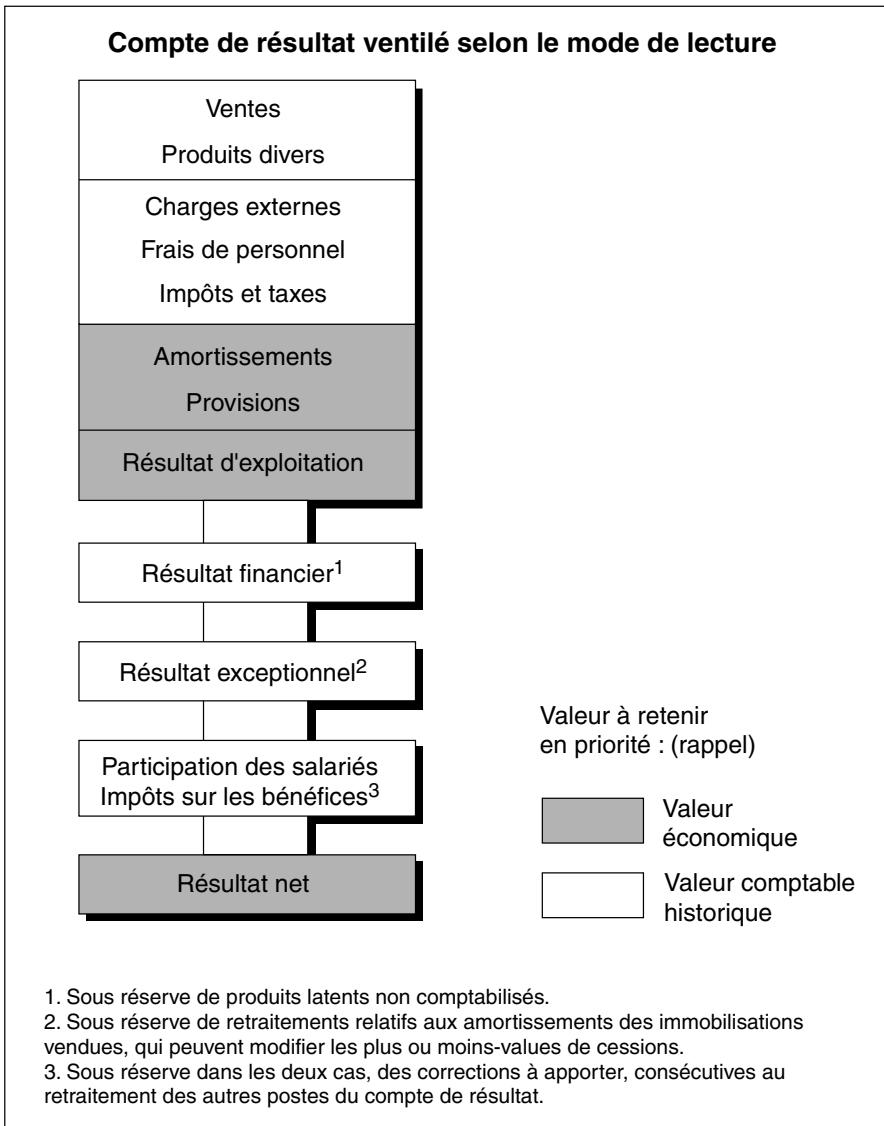 Compte de résultat ventilé selon le mode de lecture
Ventes
Produits divers
Charges externes
Frais de personnel
Impôts et taxes
Amortissements
Provisions
Résultat d'exploitation
Résultat financier1
Résultat exceptionnel2
Participation des salariés
Impôts sur les bénéfices3
Résultat net
Valeur à retenir
en priorité : (rappel)
Valeur
économique
Valeur comptable
historique
1. Sous réserve de produits latents non comptabilisés.
2. Sous réserve de retraitements relatifs aux amortissements des immobilisations
vendues, qui peuvent modifier les plus ou moins-values de cessions.
3. Sous réserve dans les deux cas, des corrections à apporter, consécutives au
retraitement des autres postes du compte de résultat.